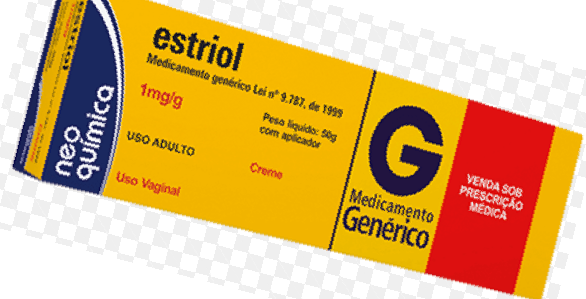 estriol
Medicamento genérico Lei nº 9.787, de 1999
1mg/g
Peso líquido: 50g
com aplicador
USO ADULTO
Creme
Uso Vaginal
neo
química
G
Medicamento
Genérico
VENDA SOB
PRESCRIÇÃO
MÉDICA
estriol